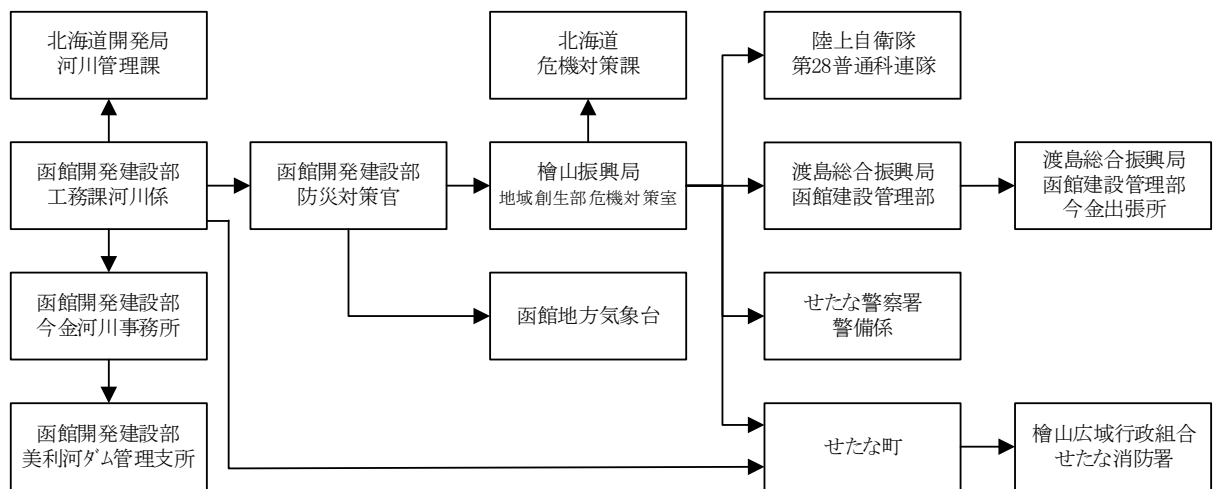 北海道開発局
河川管理課
北海道
危機対策課
陸上自衛隊
第28普通科連隊
函館開発建設部
工務課河川係
函館開発建設部
防災対策官
檜山振興局
地域創生部危機対策室
渡島総合振興局
函館建設管理部
渡島総合振興局
函館建設管理部
今金出張所
函館開発建設部
今金河川事務所
函館地方気象台
せたな警察署
警備係
函館開発建設部
美利河ﾀﾞﾑ管理支所
せたな町
檜山広域行政組合
せたな消防署